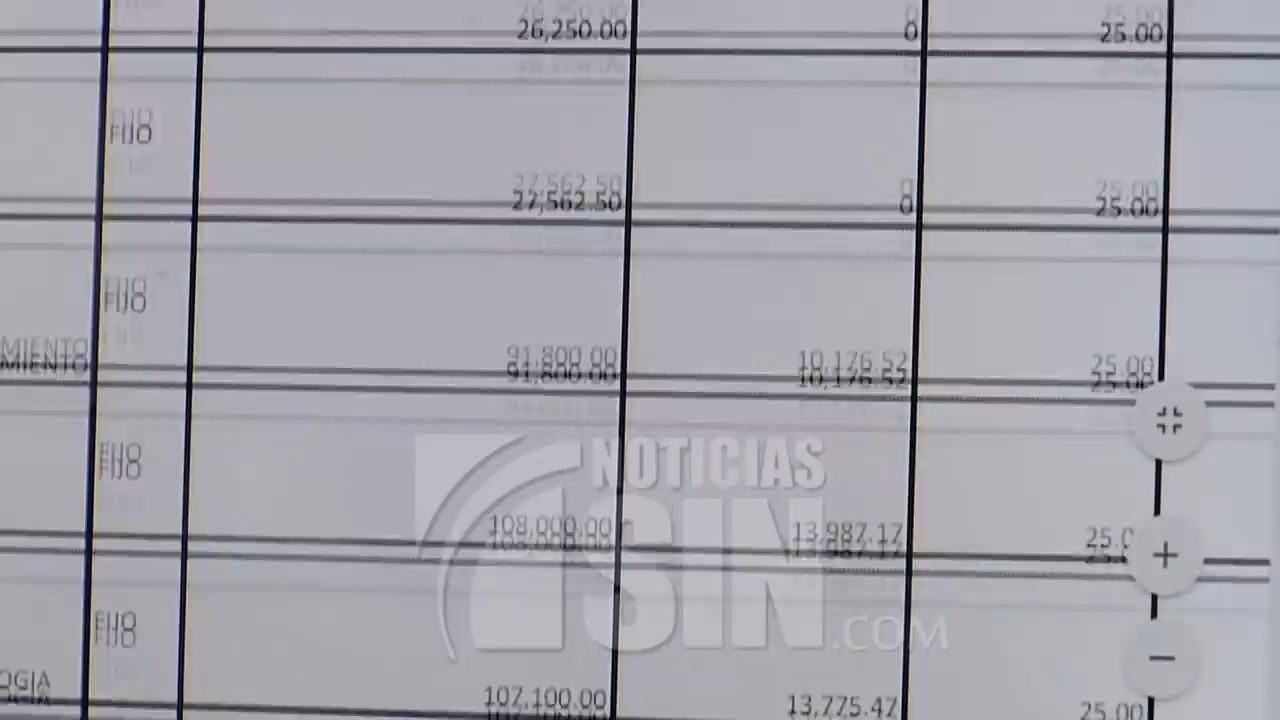 26,250.00 0 25.00
FIJO
27,562.50 0 25.00
FIJO
MIENTO 91,800.00 10,176.52 25.00
FIJO
NOTICIAS
SIN.COM
108,000.00 13,987.17 25.0
FIJO
OGIA 107,100.00 13,775.47 25.00